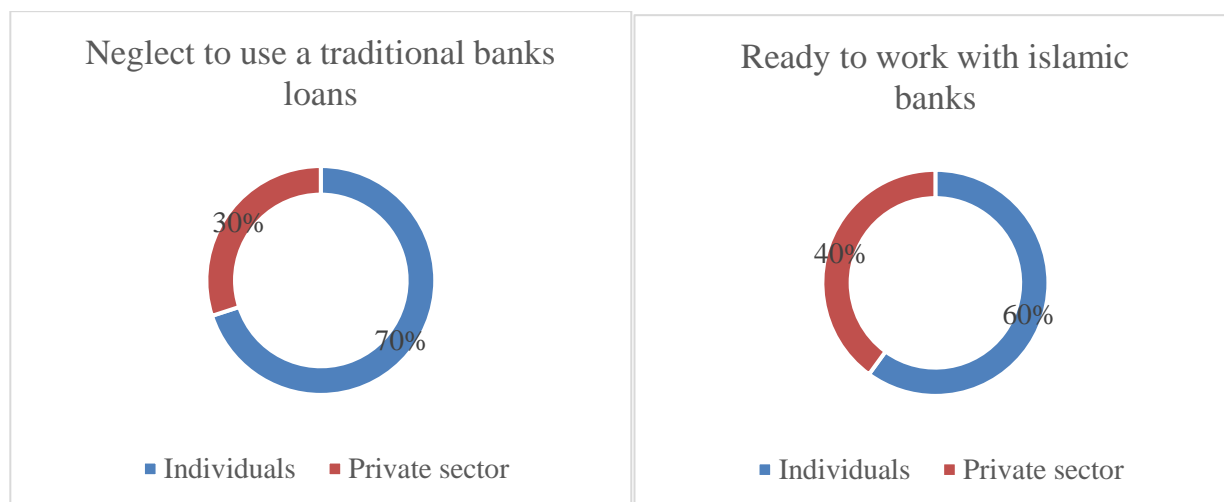 Neglect to use a traditional banks
loans
30%
70%
Individuals Private sector
Ready to work with islamic
banks
40%
60%
Individuals Private sector